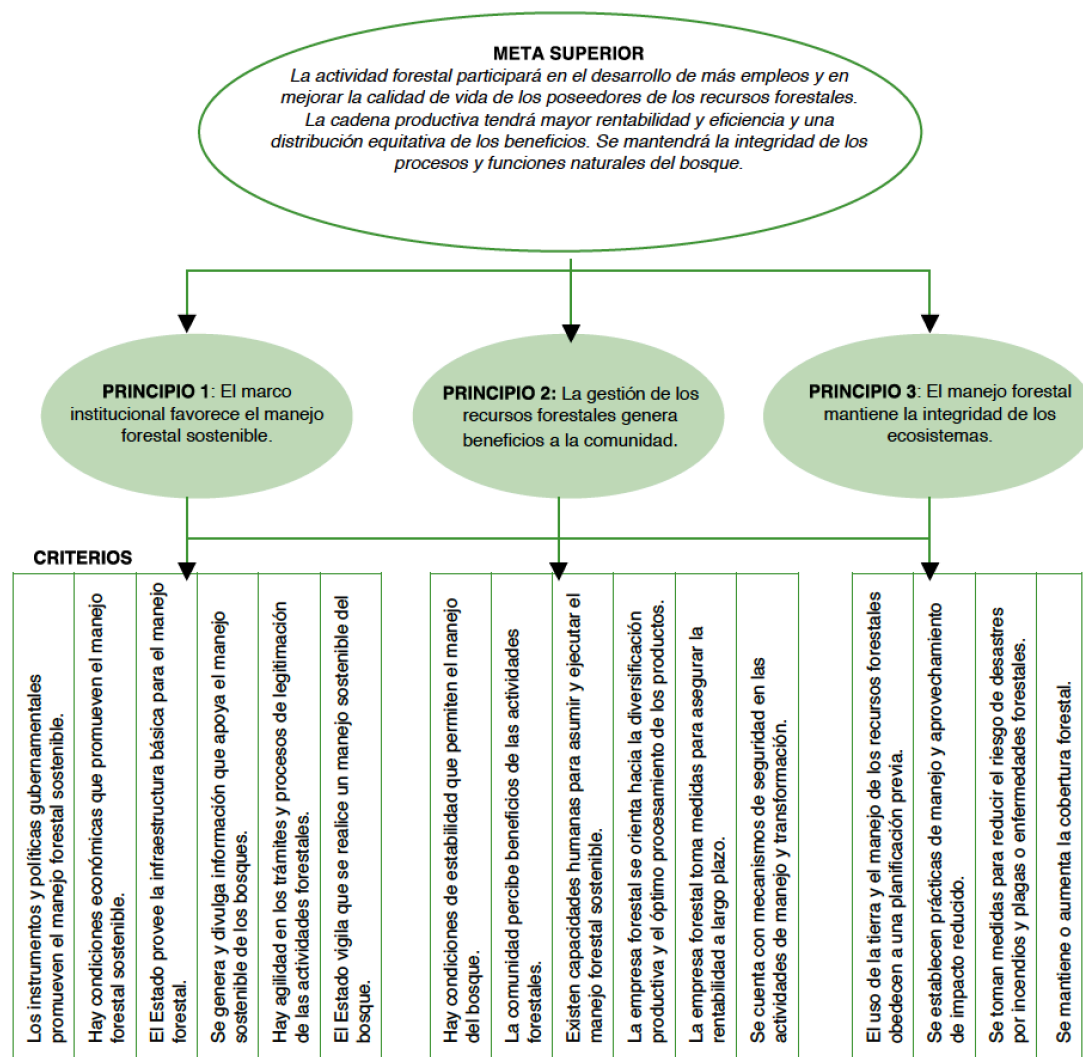 META SUPERIOR
La actividad forestal participará en el desarrollo de más empleos y en
mejorar la calidad de vida de los poseedores de los recursos forestales.
La cadena productiva tendrá mayor rentabilidad y eficiencia y una
distribución equitativa de los beneficios. Se mantendrá la integridad de los
procesos y funciones naturales del bosque.
PRINCIPIO 1: El marco
institucional favorece el manejo
forestal sostenible.
PRINCIPIO 2: La gestión de los
recursos forestales genera
beneficios a la comunidad.
PRINCIPIO 3: El manejo forestal
mantiene la integridad de los
ecosistemas.
CRITERIOS
Los instrumentos y políticas gubernamentales
promueven el manejo forestal sostenible.
Hay condiciones económicas que promueven el manejo
forestal sostenible.
El Estado provee la infraestructura básica para el manejo
forestal.
Se genera y divulga información que apoya el manejo
sostenible de los bosques.
Hay agilidad en los trámites y procesos de legitimación
de las actividades forestales.
El Estado vigila que se realice un manejo sostenible del
bosque.
Hay condiciones de estabilidad que permiten el manejo
del bosque.
La comunidad percibe beneficios de las actividades
forestales.
Existen capacidades humanas para asumir y ejecutar el
manejo forestal sostenible.
La empresa forestal se orienta hacia la diversificación
productiva y el óptimo procesamiento de los productos.
La empresa forestal toma medidas para asegurar la
rentabilidad a largo plazo.
Se cuenta con mecanismos de seguridad en las
actividades de manejo y transformación.
El uso de la tierra y el manejo de los recursos forestales
obedecen a una planificación previa.
Se establecen prácticas de manejo y aprovechamiento
de impacto reducido.
Se toman medidas para reducir el riesgo de desastres
por incendios y plagas o enfermedades forestales.
Se mantiene o aumenta la cobertura forestal.